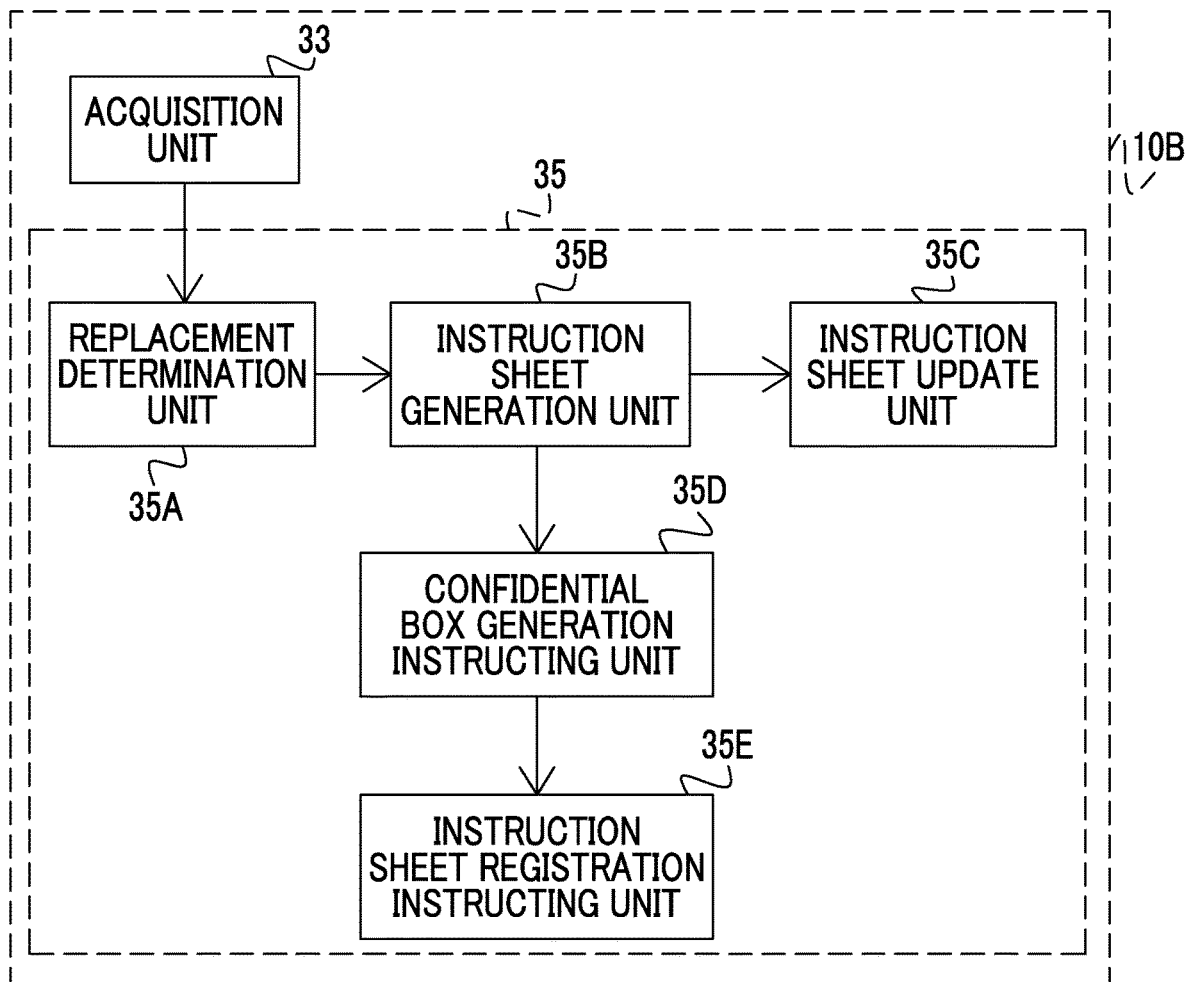 33
ACQUISITION
UNIT
10B
35
35B
35C
REPLACEMENT
DETERMINATION
UNIT
INSTRUCTION
SHEET
GENERATION UNIT
INSTRUCTION
SHEET UPDATE
UNIT
35A
35D
CONFIDENTIAL
BOX GENERATION
INSTRUCTING UNIT
35E
INSTRUCTION
SHEET REGISTRATION
INSTRUCTING UNIT